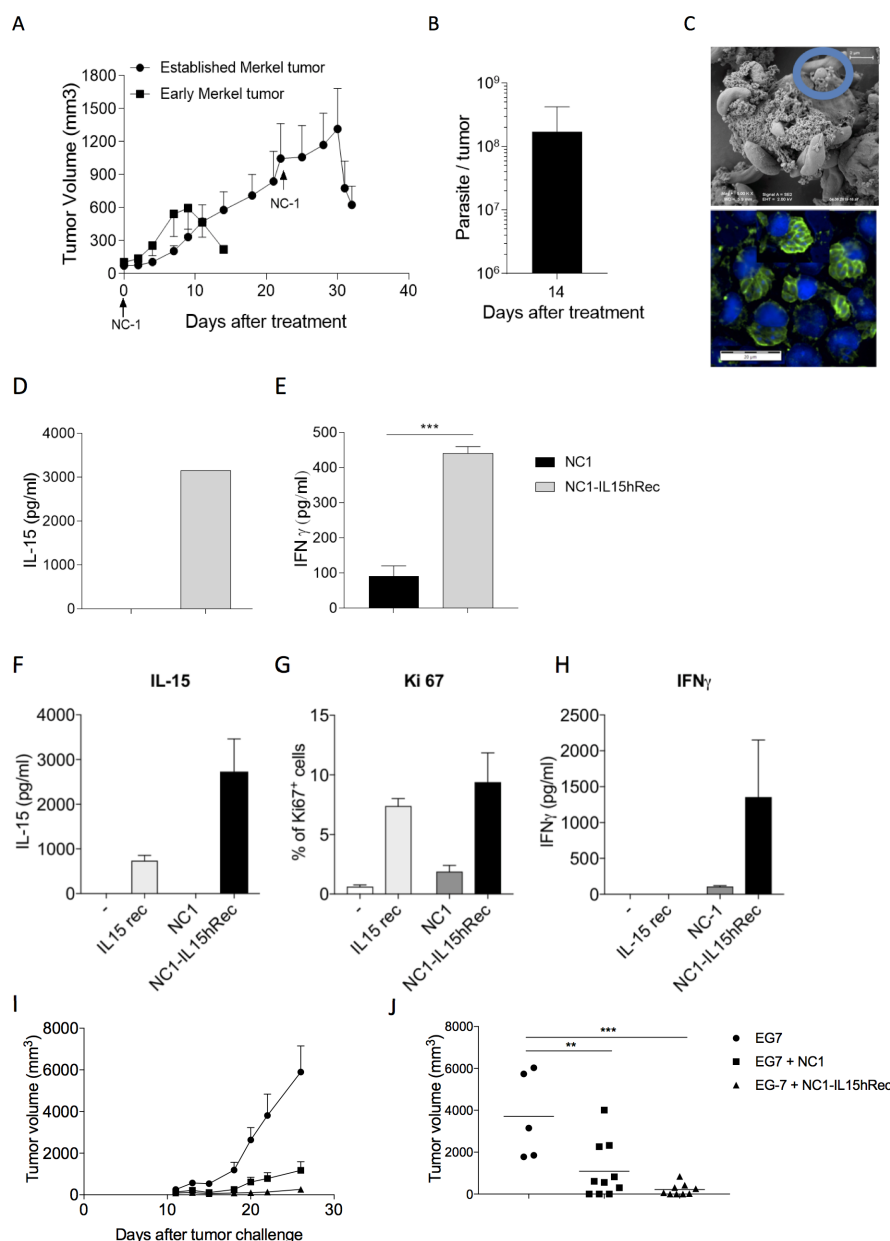 A
Tumor Volume (mm3)
1800
1500
1200
900
600
300
0
Established Merkel tumor
Early Merkel tumor
NC-1
0
10
20
30
40
NC-1
Days after treatment
B
Parasite / tumor
10⁹
10⁸
10⁷
10⁶
14
Days after treatment
C
20 µm
D
IL-15 (pg/ml)
4000
3000
2000
1000
0
E
IFN γ (pg/ml)
500
400
300
200
100
0
***
NC1
NC1-IL15hRec
F
IL-15
IL-15 (pg/ml)
4000
3000
2000
1000
0
-
IL15 rec
NC1
NC1-IL15hRec
G
Ki 67
% of Ki67⁺ cells
15
10
5
0
-
IL15 rec
NC1
NC1-IL15hRec
H
IFNγ
IFNγ (pg/ml)
2500
2000
1500
1000
500
0
-
IL-15 rec
NC-1
NC1-IL15hRec
I
Tumor volume (mm³)
8000
6000
4000
2000
0
0
10
20
30
Days after tumor challenge
J
Tumor volume (mm³)
8000
6000
4000
2000
0
***
**
EG7
EG7 + NC1
EG-7 + NC1-IL15hRec